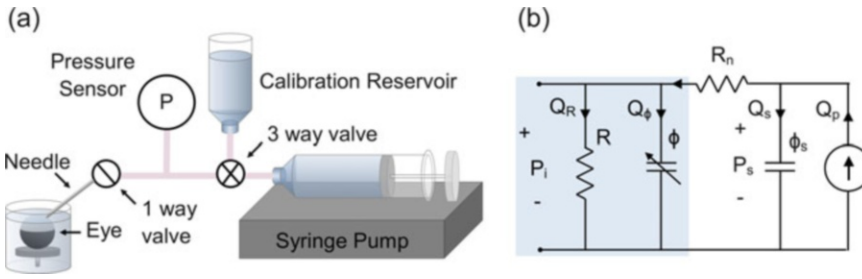 (a)
Pressure
Sensor
P
Calibration Reservoir
3 way valve
Needle
1 way
valve
Eye
Syringe Pump
(b)
Rn
QR
Qϕ
Qs
Qp
+
R
ϕ
+
ϕs
Pi
Ps
-
-